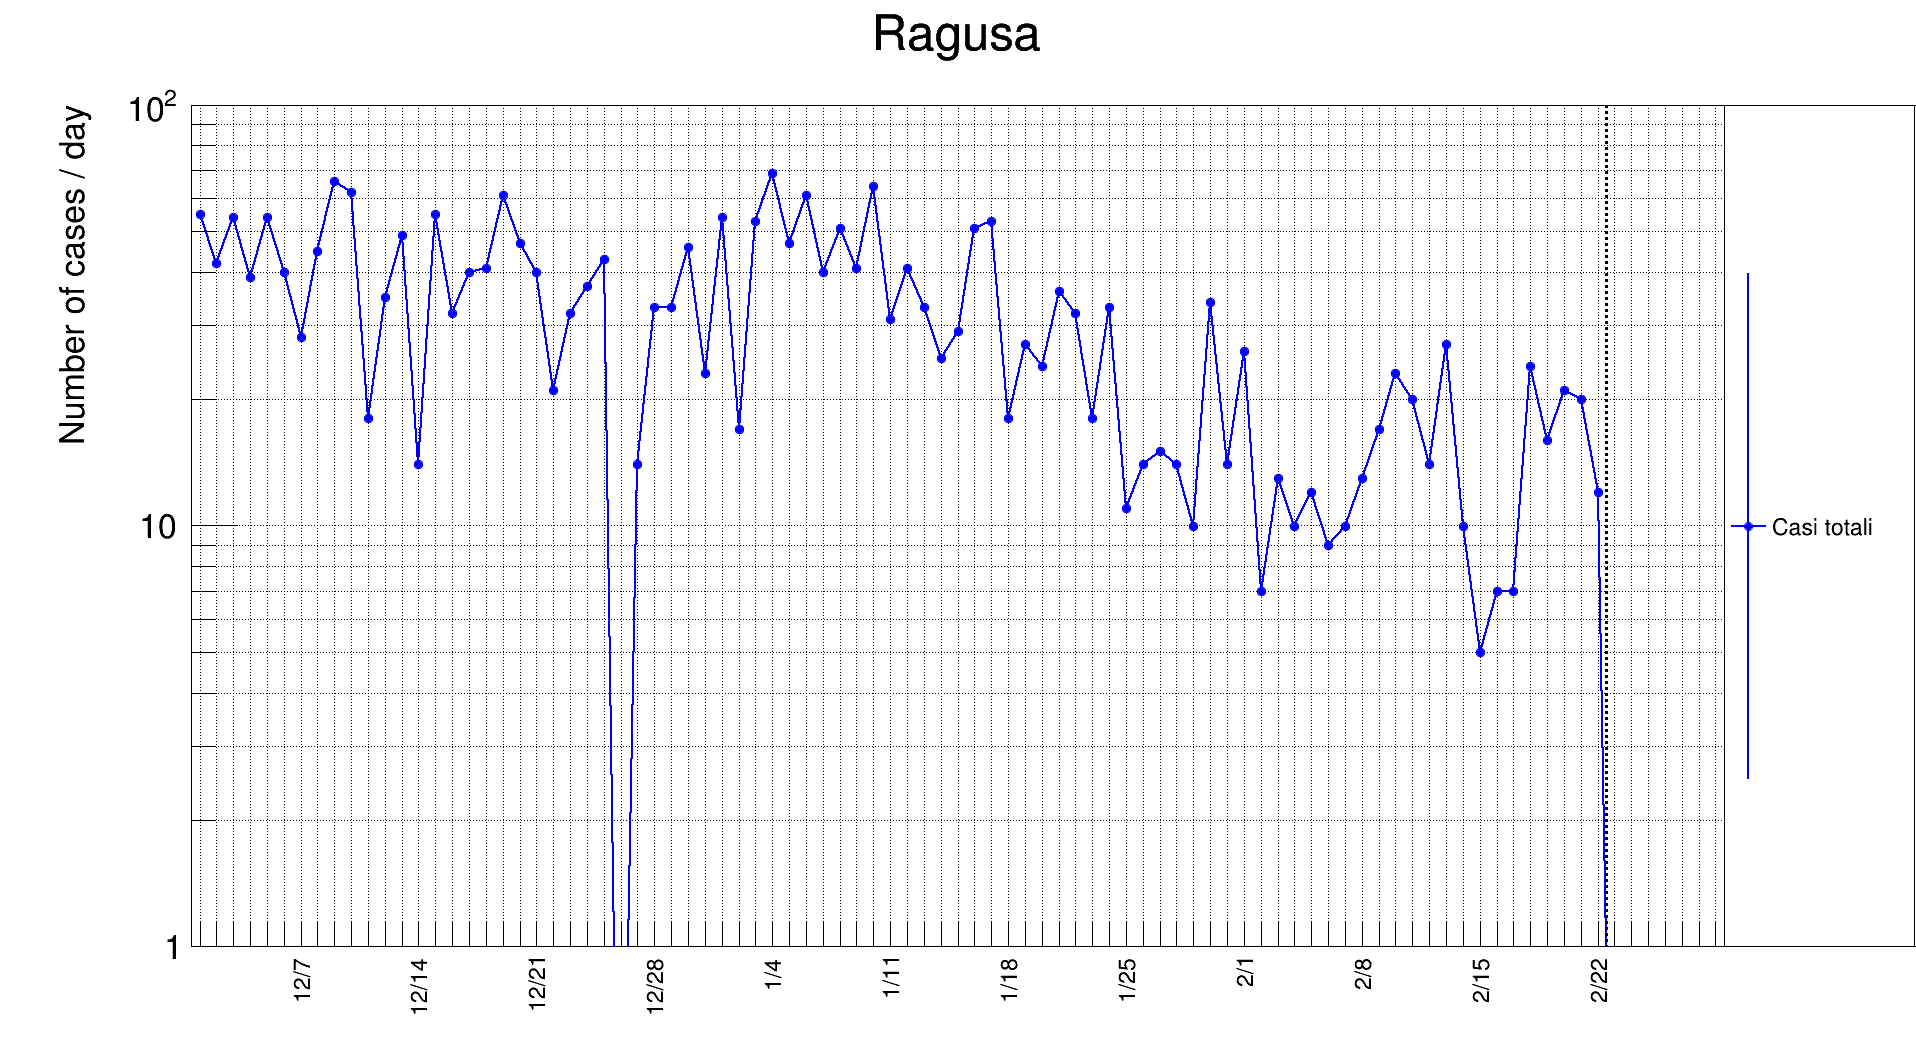 Ragusa
Number of cases / day
10²
10
1
12/7 12/14 12/21 12/28 1/4 1/11 1/18 1/25 2/1 2/8 2/15 2/22
Casi totali